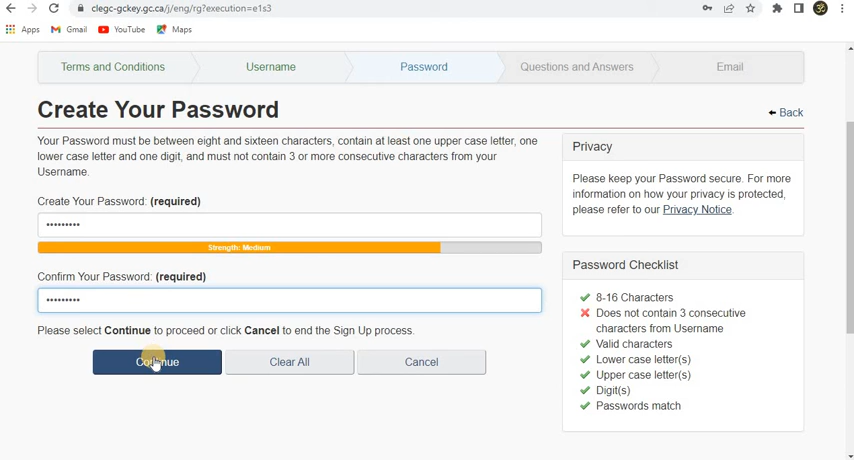 clegc-gckey.gc.ca/j/eng/rg?execution=e1s3
Apps Gmail YouTube Maps
Terms and Conditions Username Password Questions and Answers Email
Create Your Password
Back
Your Password must be between eight and sixteen characters, contain at least one upper case letter, one
lower case letter and one digit, and must not contain 3 or more consecutive characters from your
Username.
Create Your Password: (required)
•••••••••
Strength: Medium
Confirm Your Password: (required)
•••••••••
Please select Continue to proceed or click Cancel to end the Sign Up process.
Continue Clear All Cancel
Privacy
Please keep your Password secure. For more
information on how your privacy is protected,
please refer to our Privacy Notice.
Password Checklist
8-16 Characters
Does not contain 3 consecutive
characters from Username
Valid characters
Lower case letter(s)
Upper case letter(s)
Digit(s)
Passwords match